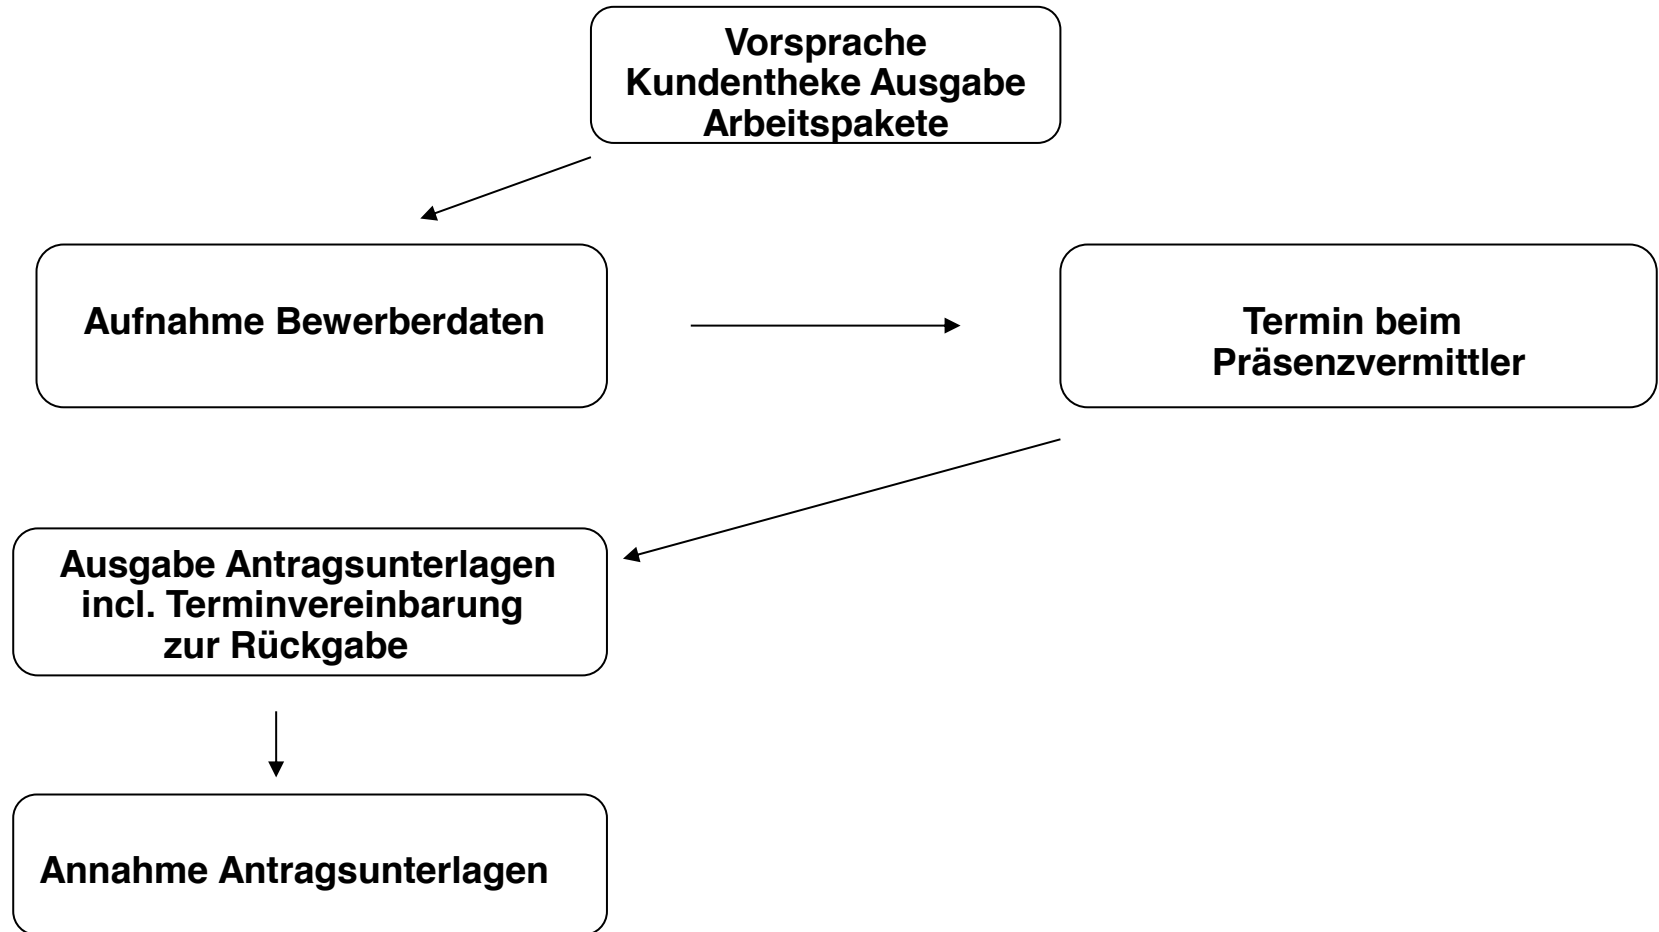 Vorsprache
Kundentheke Ausgabe
Arbeitspakete
Aufnahme Bewerberdaten
Termin beim
Präsenzvermittler
Ausgabe Antragsunterlagen
incl. Terminvereinbarung
zur Rückgabe
Annahme Antragsunterlagen